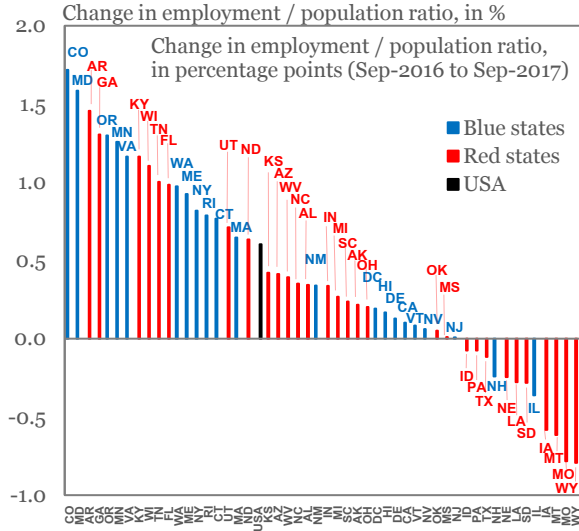 Change in employment / population ratio, in %
2.0
1.5
1.0
0.5
0.0
-0.5
-1.0
Change in employment / population ratio,
in percentage points (Sep-2016 to Sep-2017)
Blue states
Red states
USA
CO
MD
AR
GA
OR
MN
VA
KY
WI
TN
FL
WA
ME
NY
RI
CT
UT
MA
ND
KS
AZ
WV
NC
AL
NM
IN
MI
SC
AK
OH
DC
HI
DE
CA
VT
NV
OK
MS
NJ
ID
PA
TX
NH
NE
LA
SD
IL
IA
MT
MO
WY
CO
MD
AR
GA
OR
MN
VA
KY
WI
TN
FL
WA
ME
NY
RI
CT
UT
MA
ND
USA
KS
AZ
WV
NC
AL
NM
IN
MI
SC
AK
OH
DC
HI
DE
CA
VT
NV
OK
MS
NJ
ID
PA
TX
NH
NE
LA
SD
IL
IA
MT
MO
WY